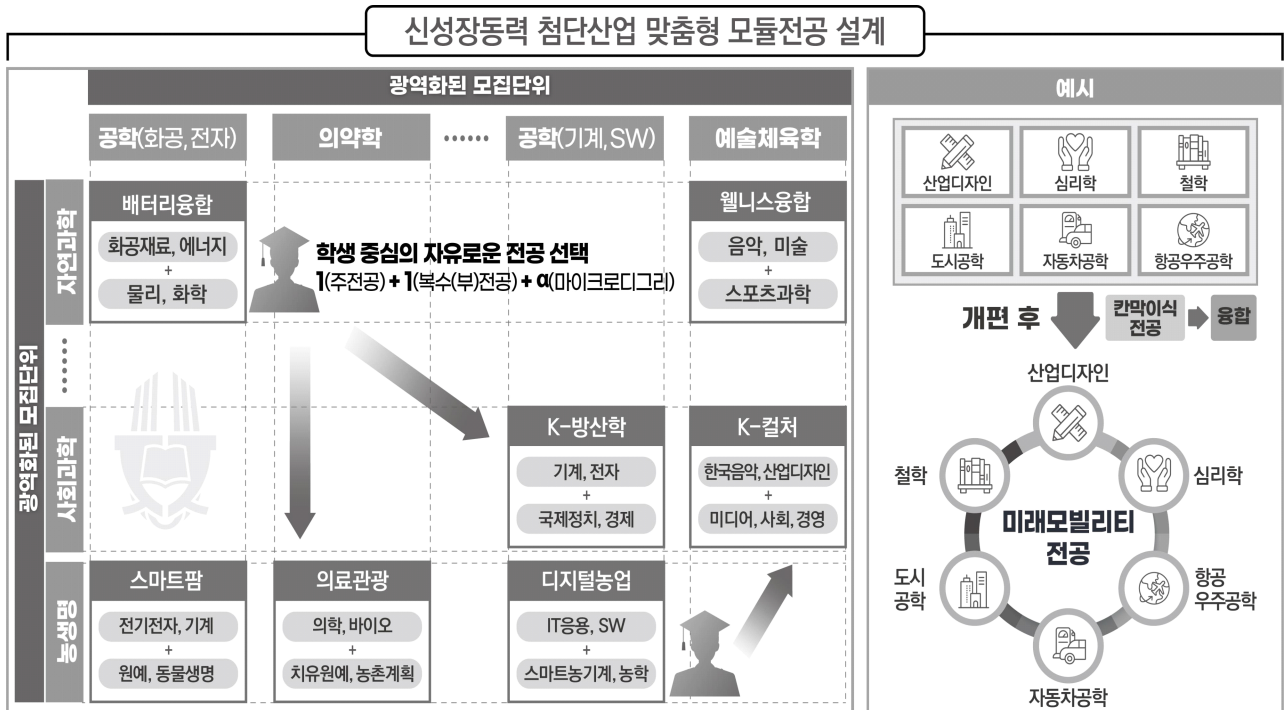 신성장동력 첨단산업 맞춤형 모듈전공 설계
광역화된 모집단위
공학(화공,전자)
의약학
······
공학(기계,SW)
예술체육학
광역화된 모집단위
자연과학
······
사회과학
농생명
배터리융합
화공재료, 에너지
+
물리, 화학
학생 중심의 자유로운 전공 선택
1(주전공) + 1(복수(부)전공) + α(마이크로디그리)
웰니스융합
음악, 미술
+
스포츠과학
K-방산학
기계, 전자
+
국제정치, 경제
K-컬처
한국음악, 산업디자인
+
미디어, 사회, 경영
스마트팜
전기전자, 기계
+
원예, 동물생명
의료관광
의학, 바이오
+
치유원예, 농촌계획
디지털농업
IT응용, SW
+
스마트농기계, 농학
예시
산업디자인
심리학
철학
도시공학
자동차공학
항공우주공학
개편 후
칸막이식
전공
융합
산업디자인
철학
심리학
미래모빌리티
전공
도시
공학
항공
우주공학
자동차공학